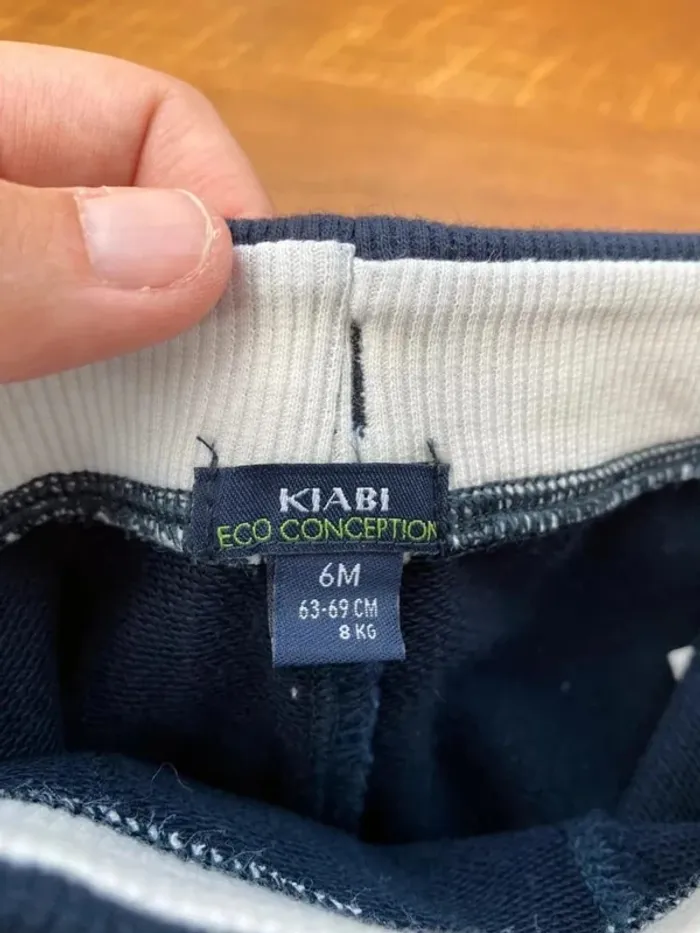 KIABI
ECO CONCEPTION
6M
63-69 CM
8 KG